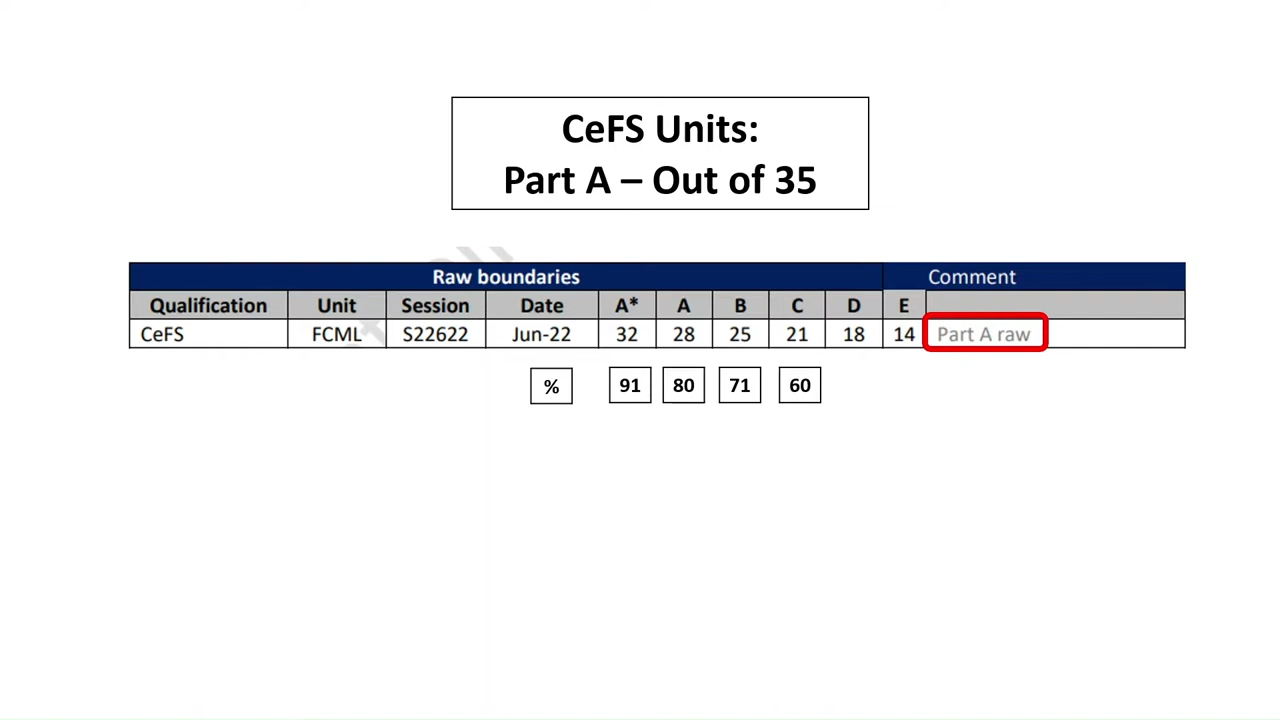 CeFS Units:
Part A – Out of 35
Raw boundaries Comment
Qualification Unit Session Date A* A B C D E
CeFS FCML S22622 Jun-22 32 28 25 21 18 14 Part A raw
% 91 80 71 60